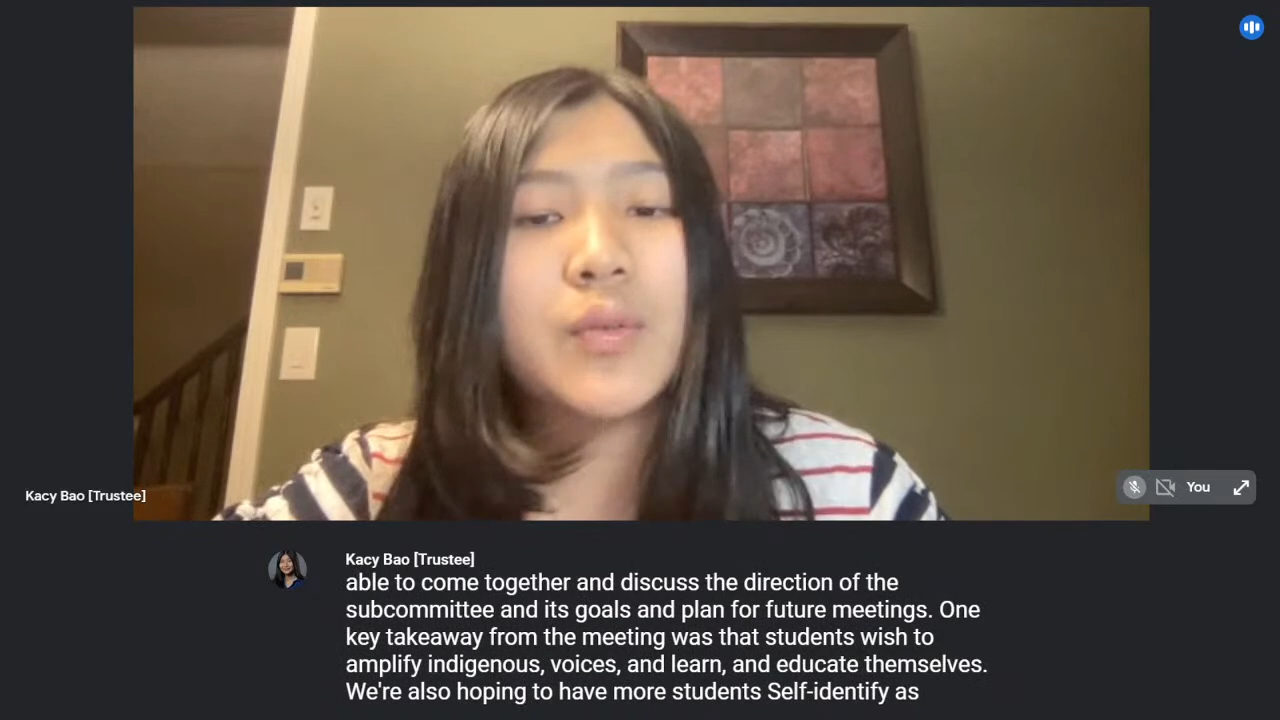 Kacy Bao [Trustee]
You
Kacy Bao [Trustee]
able to come together and discuss the direction of the
subcommittee and its goals and plan for future meetings. One
key takeaway from the meeting was that students wish to
amplify indigenous, voices, and learn, and educate themselves.
We're also hoping to have more students Self-identify as